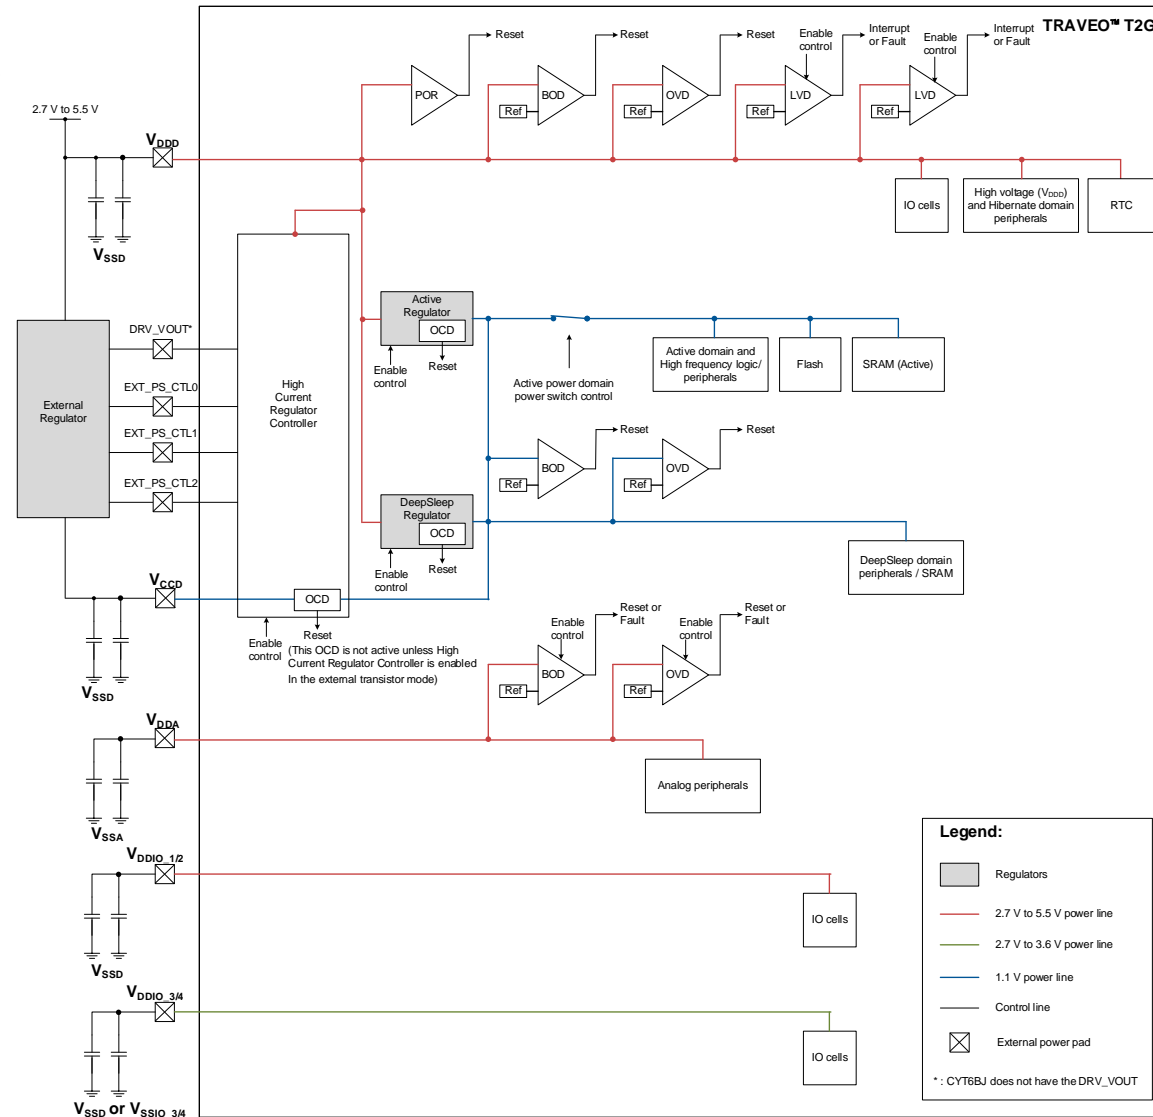 TRAVEO™ T2G
Reset
Reset
Reset
Enable
control
Interrupt
or Fault
Enable
control
Interrupt
or Fault
POR
BOD
Ref
OVD
Ref
LVD
Ref
LVD
Ref
2.7 V to 5.5 V
VDDD
VSSD
IO cells
High voltage (VDDD)
and Hibernate domain
peripherals
RTC
External
Regulator
DRV_VOUT*
EXT_PS_CTL0
EXT_PS_CTL1
EXT_PS_CTL2
High
Current
Regulator
Controller
Active
Regulator
OCD
Enable
control
Reset
Active power domain
power switch control
Active domain and
High frequency logic/
peripherals
Flash
SRAM (Active)
BOD
Ref
Reset
OVD
Ref
Reset
DeepSleep
Regulator
OCD
Enable
control
Reset
DeepSleep domain
peripherals / SRAM
VCCD
VSSD
OCD
Enable
control
Reset
(This OCD is not active unless High
Current Regulator Controller is enabled
In the external transistor mode)
Enable
control
Reset or
Fault
Enable
control
Reset or
Fault
BOD
Ref
OVD
Ref
VDDA
VSSA
Analog peripherals
VDDIO_1/2
VSSD
IO cells
VDDIO_3/4
VSSD or VSSIO_3/4
IO cells
Legend:
Regulators
2.7 V to 5.5 V power line
2.7 V to 3.6 V power line
1.1 V power line
Control line
External power pad
* : CYT6BJ does not have the DRV_VOUT